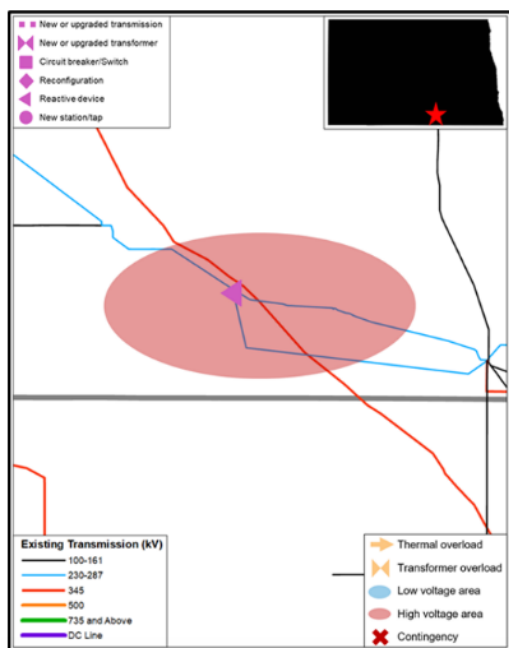 New or upgraded transmission
New or upgraded transformer
Circuit breaker/Switch
Reconfiguration
Reactive device
New station/tap
Existing Transmission (kV)
100-161
230-287
345
500
735 and Above
DC Line
Thermal overload
Transformer overload
Low voltage area
High voltage area
Contingency